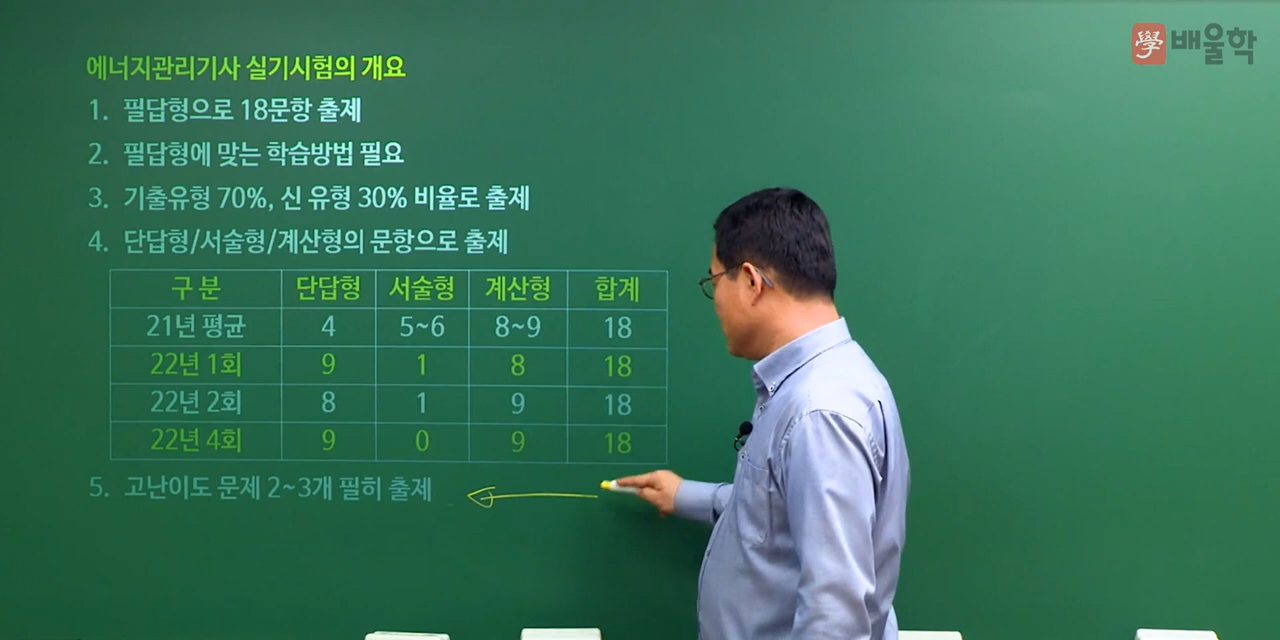 學 배울학
에너지관리기사 실기시험의 개요
1. 필답형으로 18문항 출제
2. 필답형에 맞는 학습방법 필요
3. 기출유형 70%, 신 유형 30% 비율로 출제
4. 단답형/서술형/계산형의 문항으로 출제
구 분 단답형 서술형 계산형 합계
21년 평균 4 5~6 8~9 18
22년 1회 9 1 8 18
22년 2회 8 1 9 18
22년 4회 9 0 9 18
5. 고난이도 문제 2~3개 필히 출제